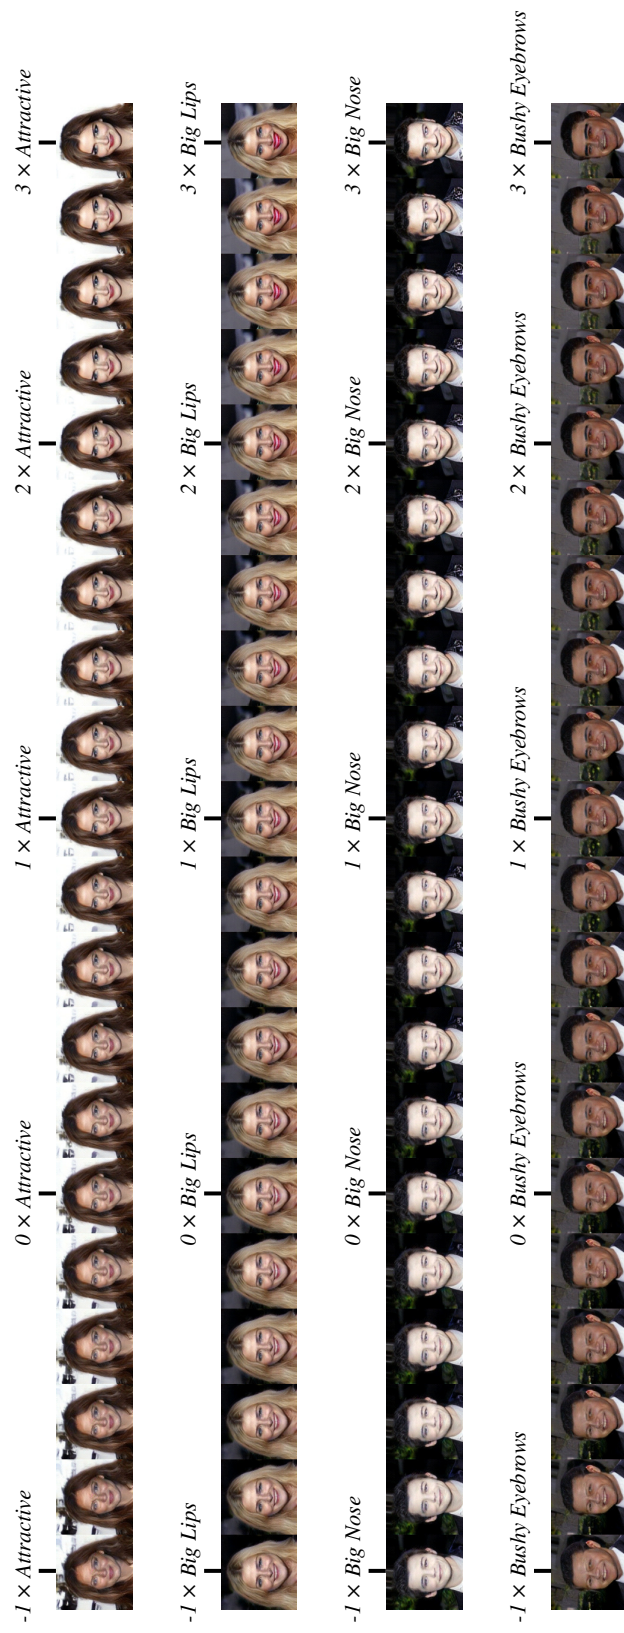 -1 × Attractive
0 × Attractive
1 × Attractive
2 × Attractive
3 × Attractive
-1 × Big Lips
0 × Big Lips
1 × Big Lips
2 × Big Lips
3 × Big Lips
-1 × Big Nose
0 × Big Nose
1 × Big Nose
2 × Big Nose
3 × Big Nose
-1 × Bushy Eyebrows
0 × Bushy Eyebrows
1 × Bushy Eyebrows
2 × Bushy Eyebrows
3 × Bushy Eyebrows